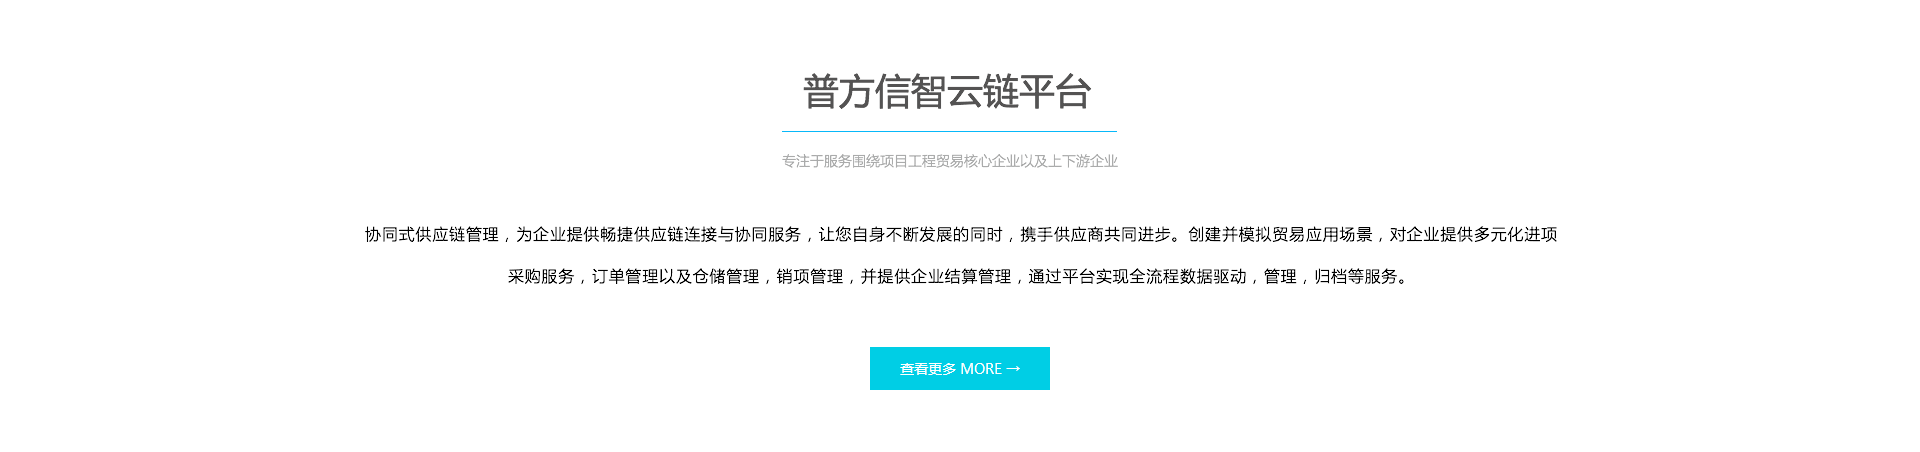 普方信智云链平台
专注于服务围绕项目工程贸易核心企业以及上下游企业
协同式供应链管理，为企业提供畅捷供应链连接与协同服务，让您自身不断发展的同时，携手供应商共同进步。创建并模拟贸易应用场景，对企业提供多元化进项
采购服务，订单管理以及仓储管理，销项管理，并提供企业结算管理，通过平台实现全流程数据驱动，管理，归档等服务。
查看更多 MORE →